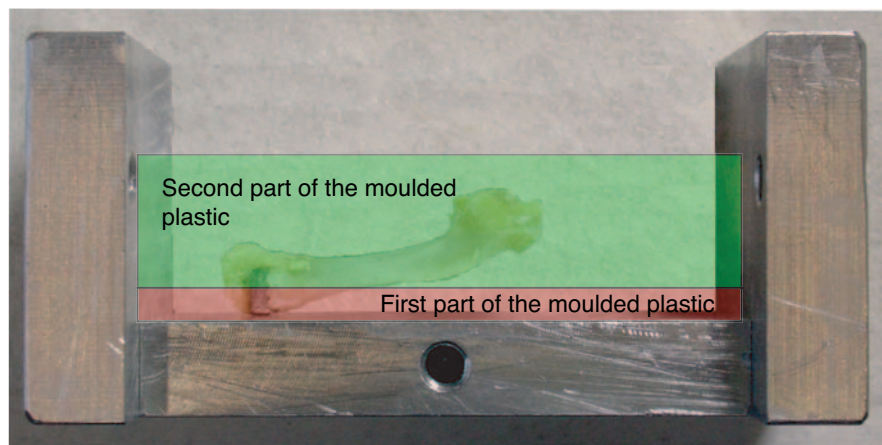 Second part of the moulded
plastic
First part of the moulded plastic